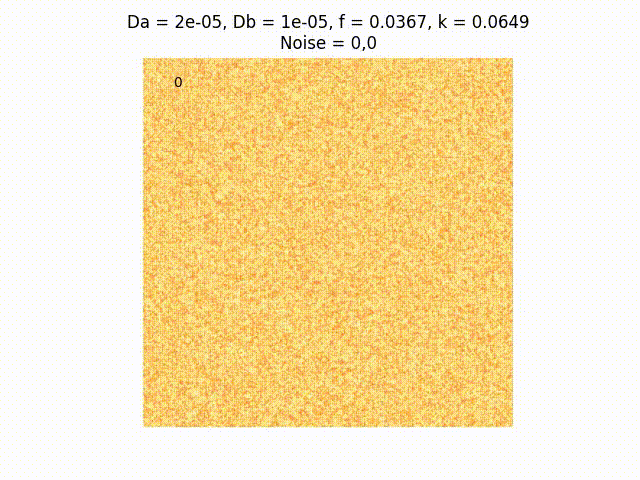 Da = 2e-05, Db = 1e-05, f = 0.0367, k = 0.0649
Noise = 0,0
0